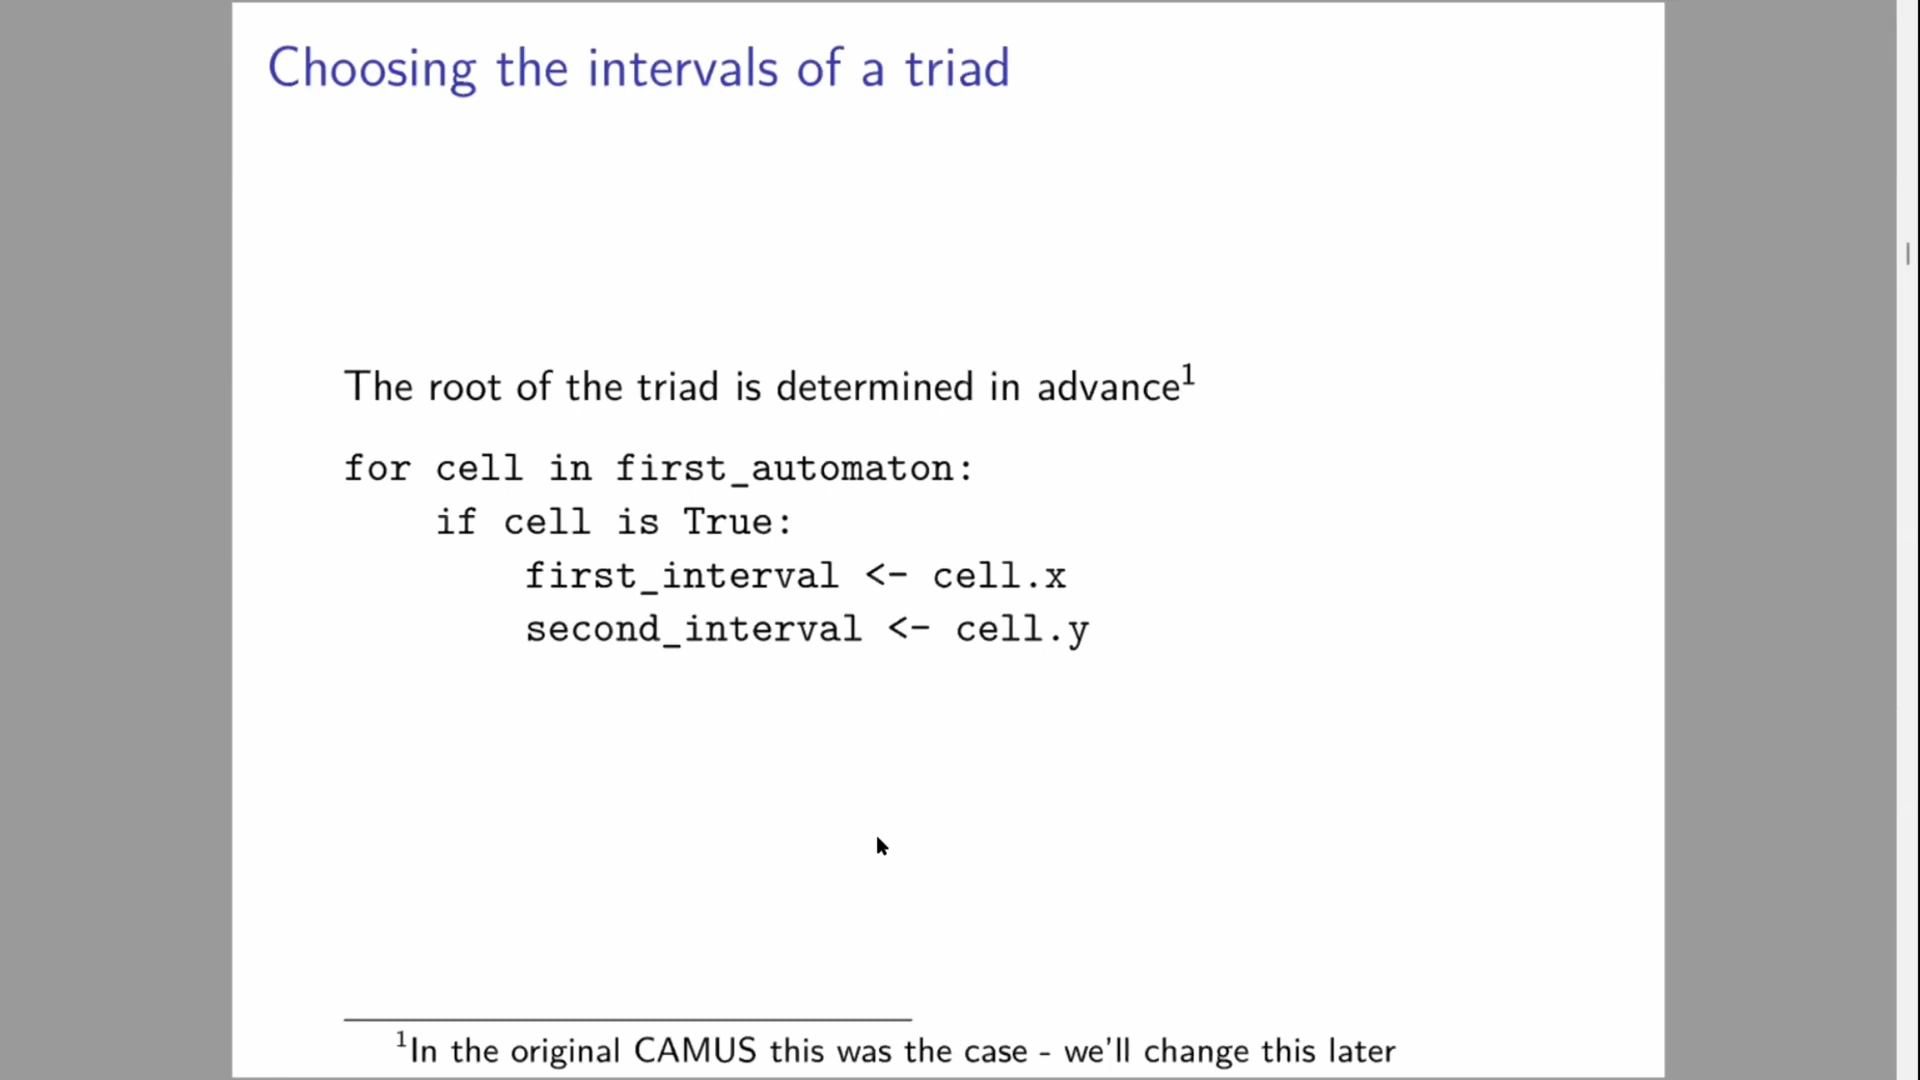 Choosing the intervals of a triad
The root of the triad is determined in advance¹
for cell in first_automaton:
    if cell is True:
        first_interval <- cell.x
        second_interval <- cell.y
¹In the original CAMUS this was the case - we'll change this later